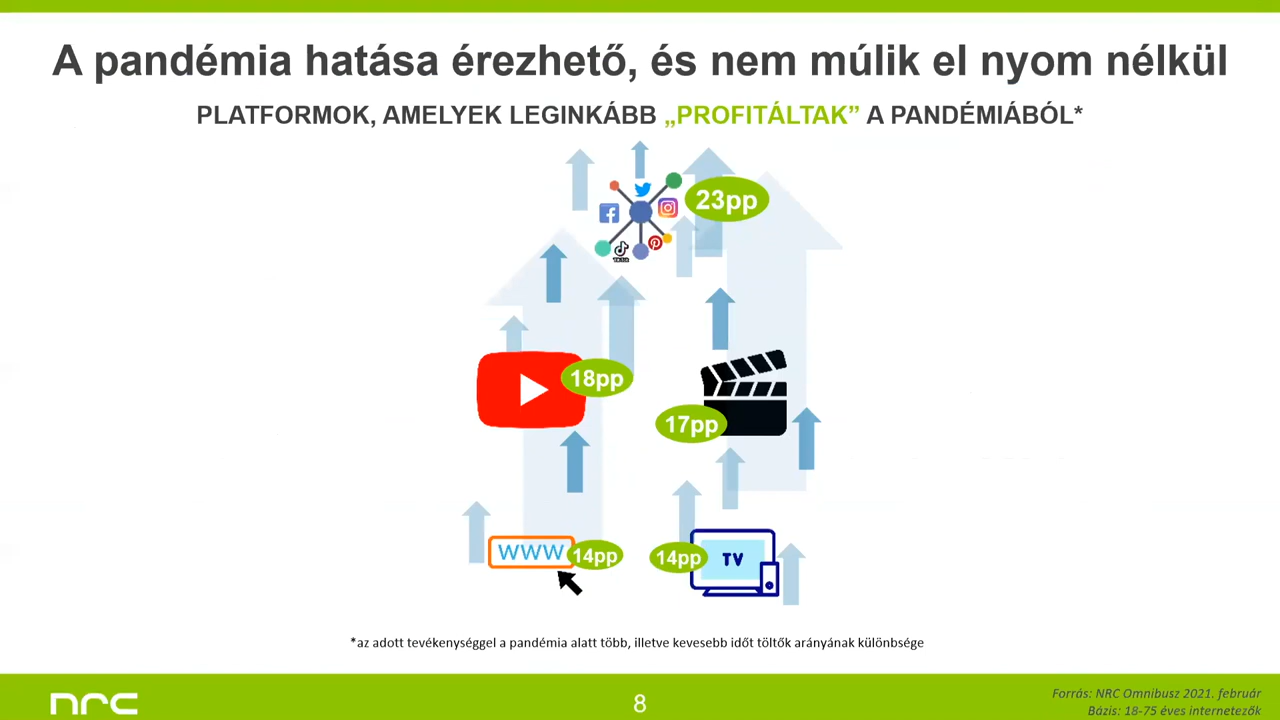 A pandémia hatása érezhető, és nem múlik el nyom nélkül
PLATFORMOK, AMELYEK LEGINKÁBB „PROFITÁLTAK” A PANDÉMIÁBÓL*
23pp
18pp
17pp
WWW
14pp
14pp
TV
*az adott tevékenységgel a pandémia alatt több, illetve kevesebb időt töltők arányának különbsége
nrc
8
Forrás: NRC Omnibusz 2021. február
Bázis: 18-75 éves internetezők